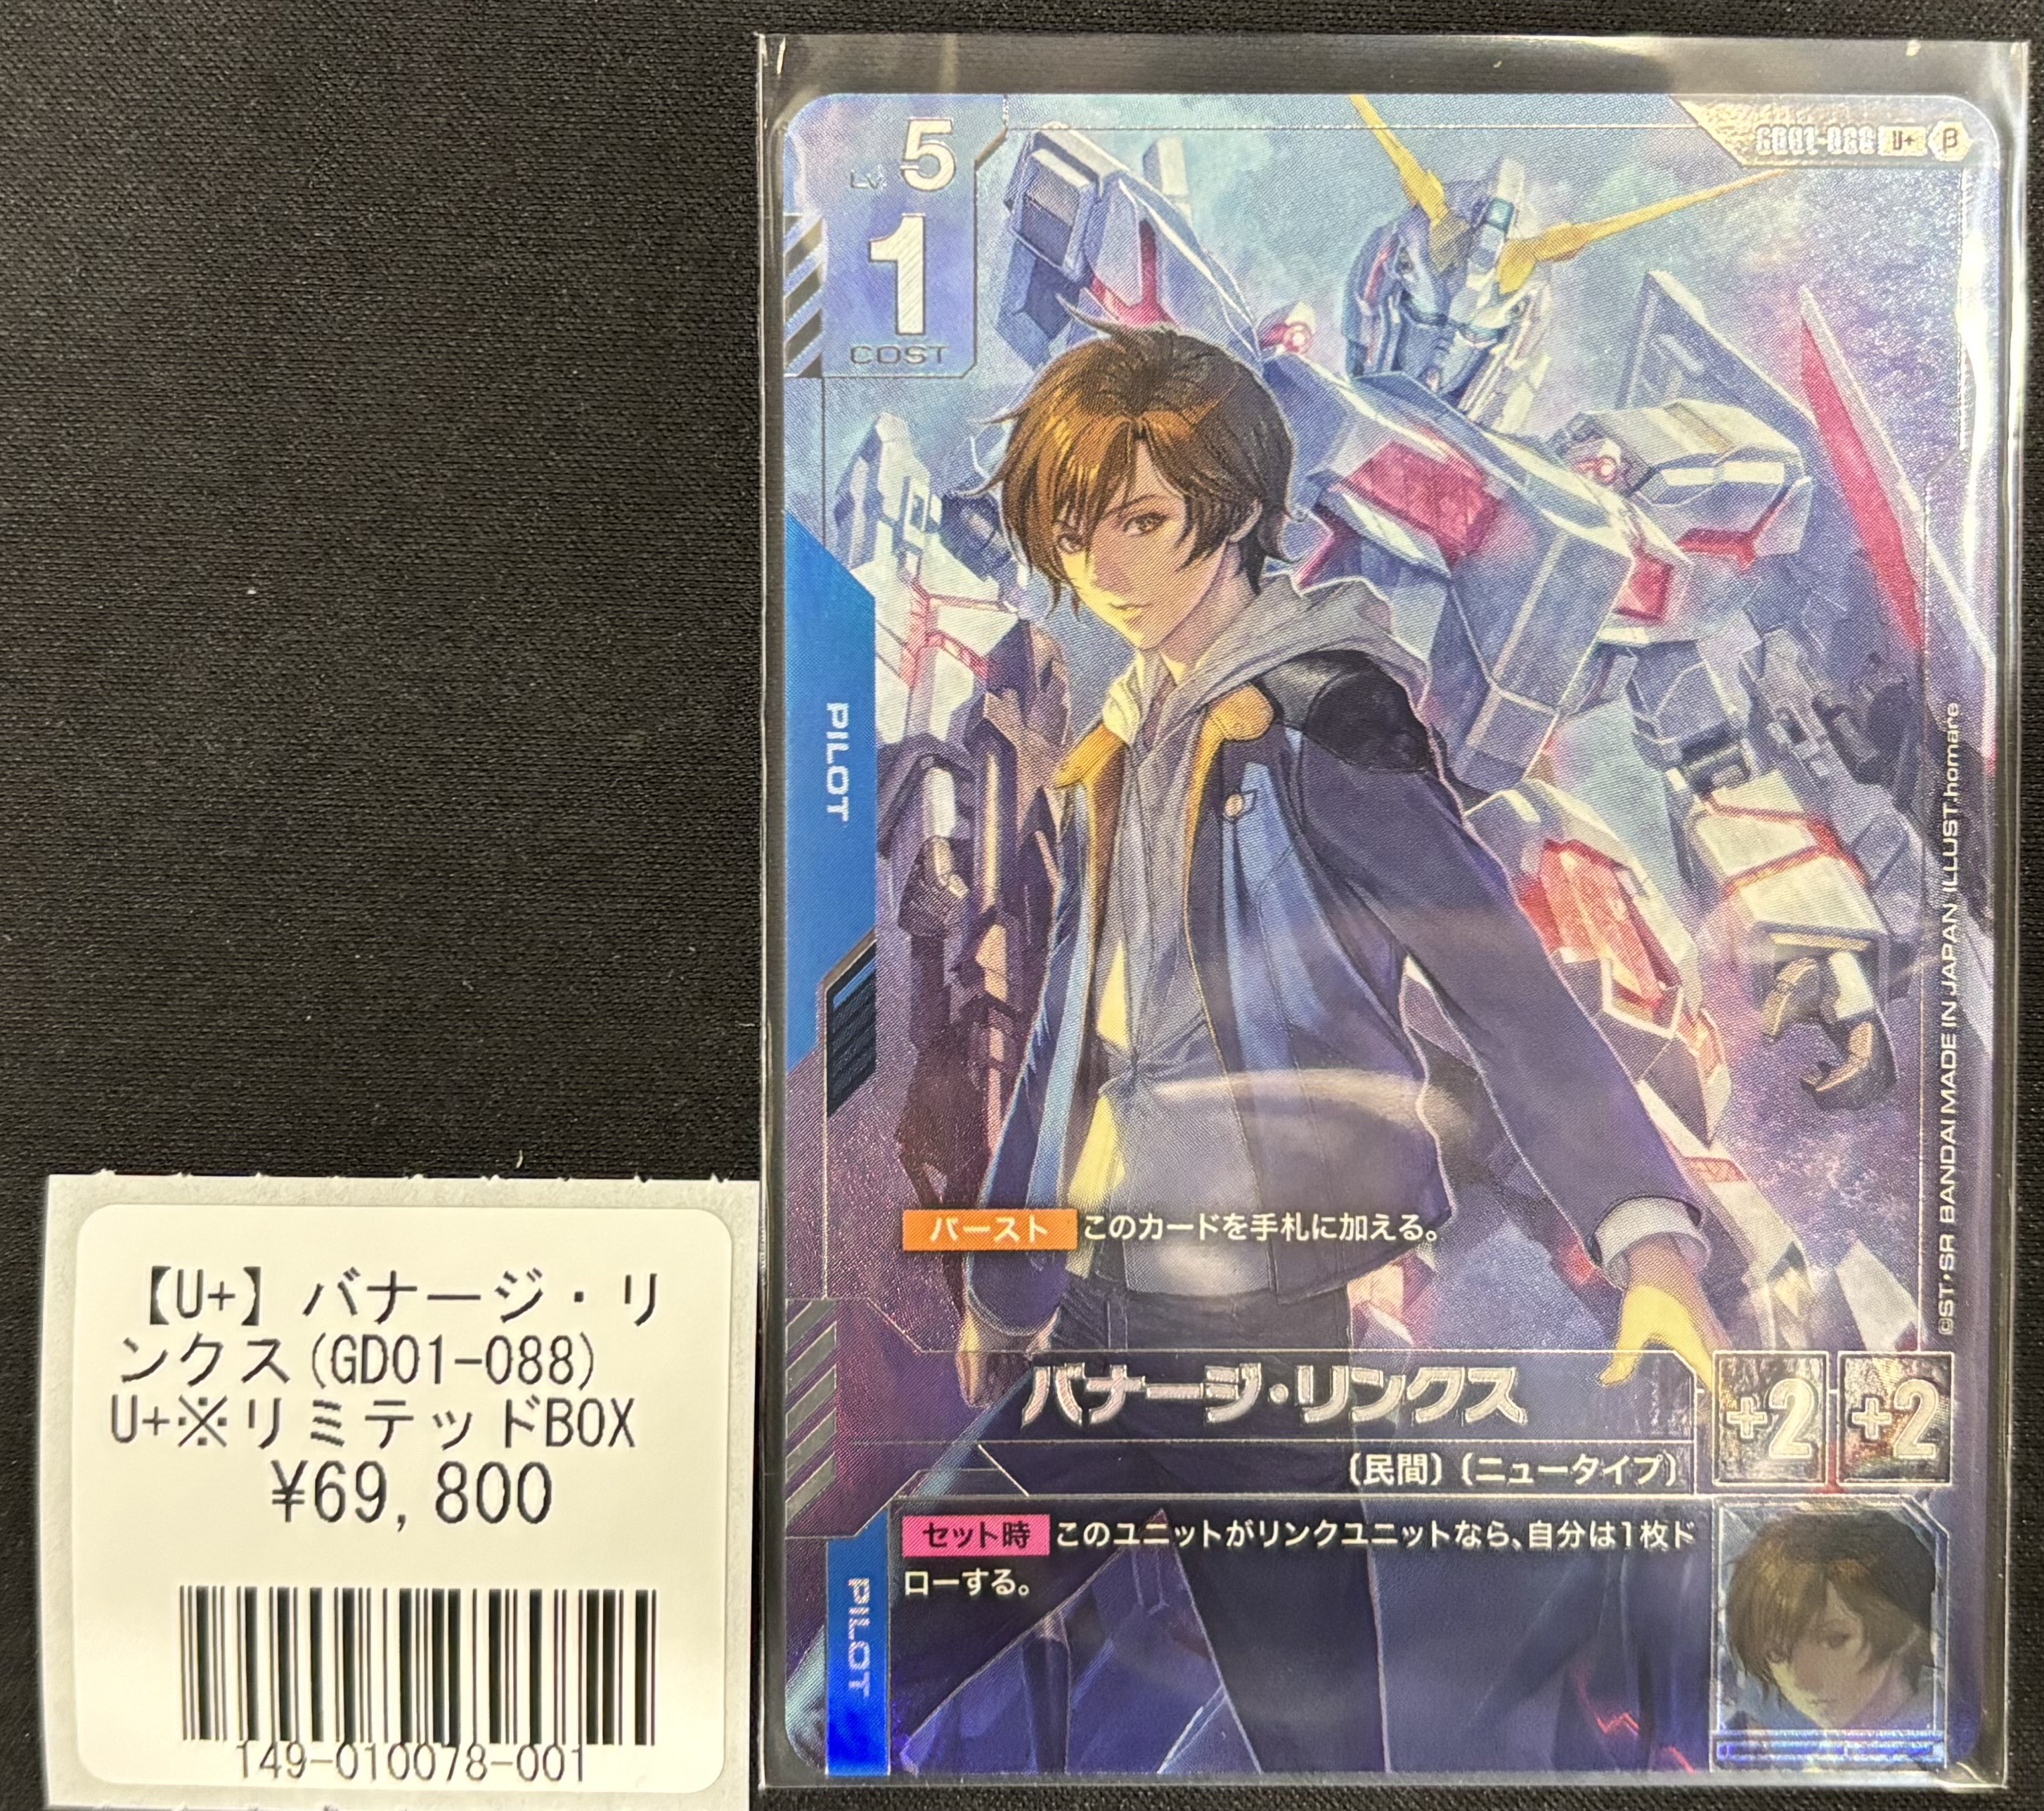 LV. 5
1
COST
GD01-088 U+ β
PILOT
©ST・SR BANDAI MADE IN JAPAN ILLUST.homare
バースト このカードを手札に加える。
バナージ・リンクス
+2 +2
〔民間〕〔ニュータイプ〕
セット時 このユニットがリンクユニットなら、自分は1枚ド
ローする。
PILOT
【U+】バナージ・リ
ンクス(GD01-088)
U+※リミテッドBOX
¥69,800
149-010078-001